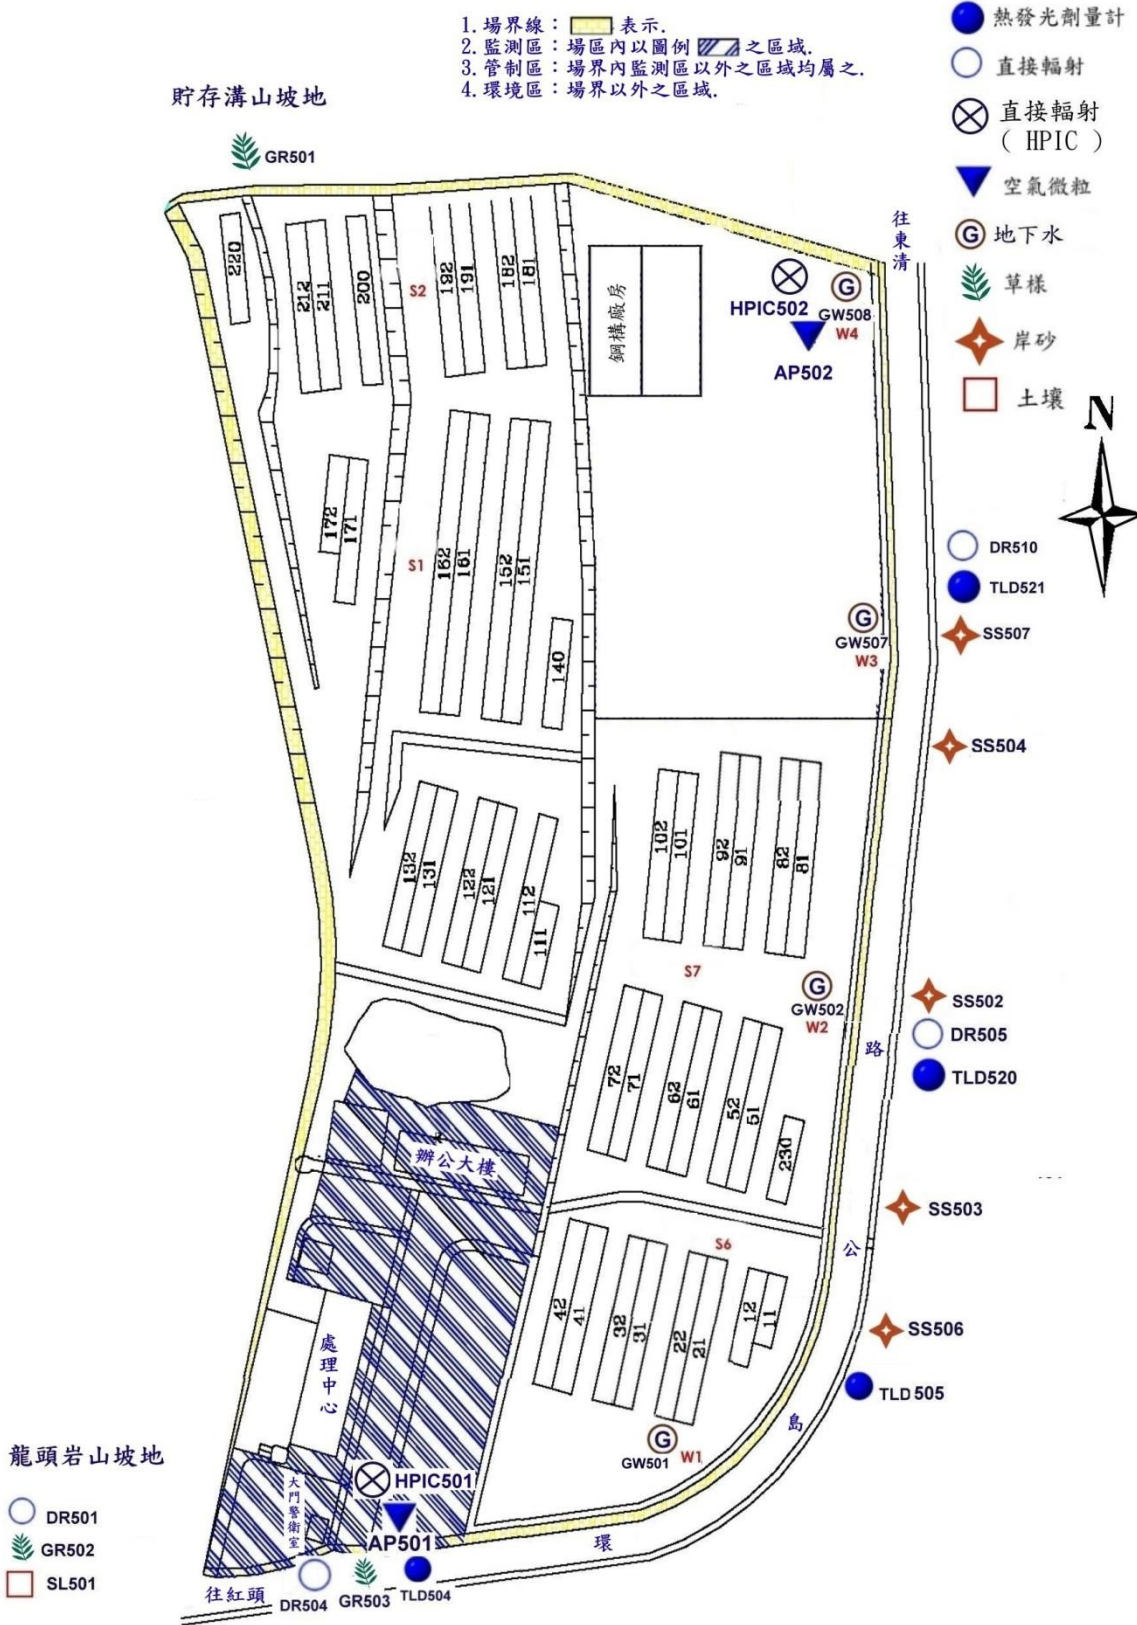 1. 場界線：表示.
2. 監測區：場區內以圖例之區域.
3. 管制區：場界內監測區以外之區域均屬之.
4. 環境區：場界以外之區域.
熱發光劑量計
直接輻射
直接輻射
( HPIC )
空氣微粒
地下水
草樣
岸砂
土壤
N
貯存溝山坡地
GR501
往東清
220
212
211
200
S2
192
191
182
181
鋼構廠房
HPIC502
GW508
W4
AP502
172
171
S1
162
161
152
151
140
GW507
W3
DR510
TLD521
SS507
SS504
102
101
92
91
82
81
132
131
122
121
112
111
S7
GW502
W2
SS502
DR505
TLD520
路
72
71
62
61
52
51
230
辦公大樓
SS503
公
S6
42
41
32
31
22
21
12
11
SS506
TLD 505
島
處理中心
GW501
W1
龍頭岩山坡地
DR501
GR502
SL501
大門警衛室
HPIC501
AP501
環
往紅頭
DR504
GR503
TLD504